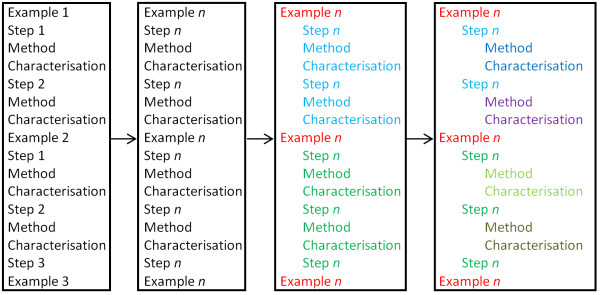 Example 1
Step 1
Method
Characterisation
Step 2
Method
Characterisation
Example 2
Step 1
Method
Characterisation
Step 2
Method
Characterisation
Step 3
Example 3
Example n
Step n
Method
Characterisation
Step n
Method
Characterisation
Example n
Step n
Method
Characterisation
Step n
Method
Characterisation
Step n
Example n
Example n
Step n
Method
Characterisation
Step n
Method
Characterisation
Example n
Step n
Method
Characterisation
Step n
Method
Characterisation
Step n
Example n
Example n
Step n
Method
Characterisation
Step n
Method
Characterisation
Example n
Step n
Method
Characterisation
Step n
Method
Characterisation
Step n
Example n